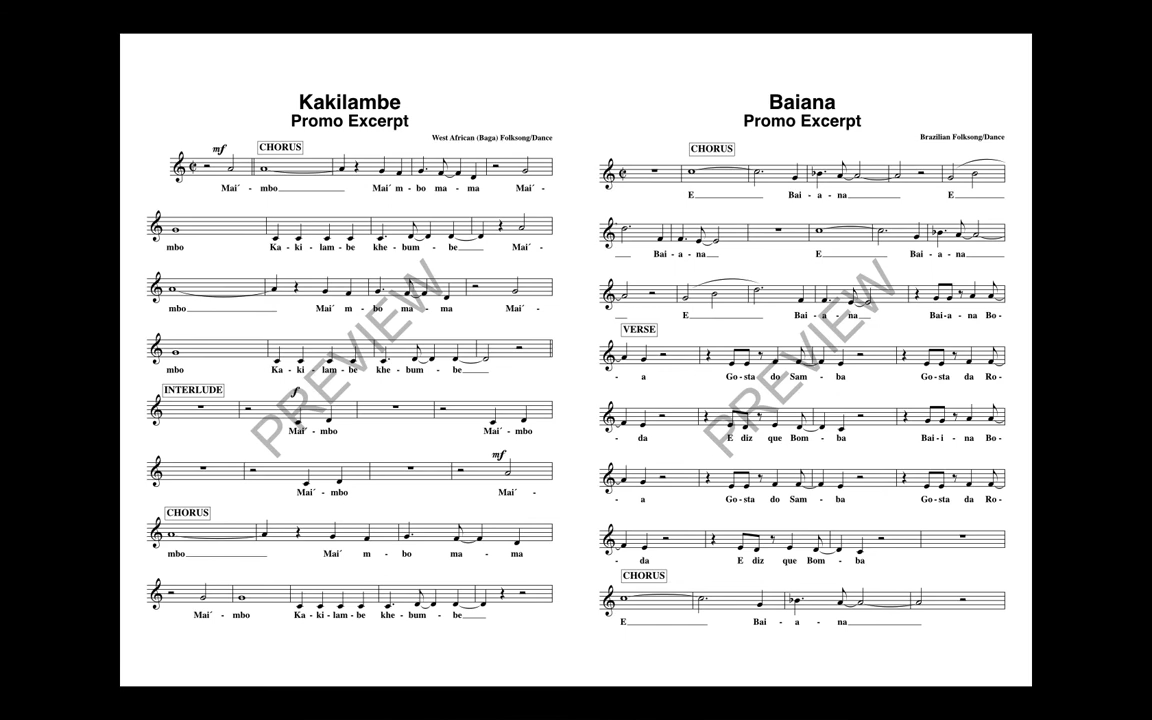 Kakilambe
Promo Excerpt
West African (Baga) Folksong/Dance
mf
CHORUS
Mai´ - mbo Mai´ m - bo ma - ma Mai´ -
mbo Ka - ki - lam - be khe - bum - be Mai´ -
mbo Mai´ m - bo ma - ma Mai´ -
mbo Ka - ki - lam - be khe - bum - be
INTERLUDE
f
Mai´ - mbo Mai´ - mbo
mf
Mai´ - mbo Mai´ -
CHORUS
mbo Mai´ m - bo ma - ma
Mai´ - mbo Ka - ki - lam - be khe - bum - be
PREVIEW
Baiana
Promo Excerpt
Brazilian Folksong/Dance
CHORUS
E Bai - a - na E
Bai - a - na E Bai - a - na
E Bai - a - na Bai - a - na Bo -
VERSE
- a Go - sta do Sam - ba Go - sta da Ro -
- da E diz que Bom - ba Bai - i - na Bo -
- a Go - sta do Sam - ba Go - sta da Ro -
- da E diz que Bom - ba
CHORUS
E Bai - a - na
PREVIEW